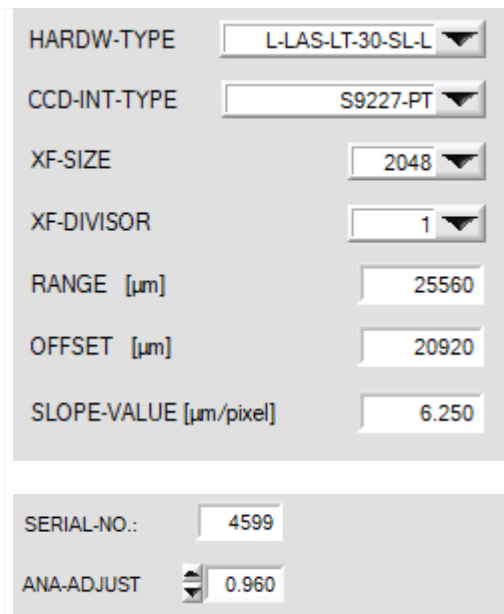 HARDW-TYPE L-LAS-LT-30-SL-L
CCD-INT-TYPE S9227-PT
XF-SIZE 2048
XF-DIVISOR 1
RANGE [µm] 25560
OFFSET [µm] 20920
SLOPE-VALUE [µm/pixel] 6.250
SERIAL-NO.: 4599
ANA-ADJUST 0.960